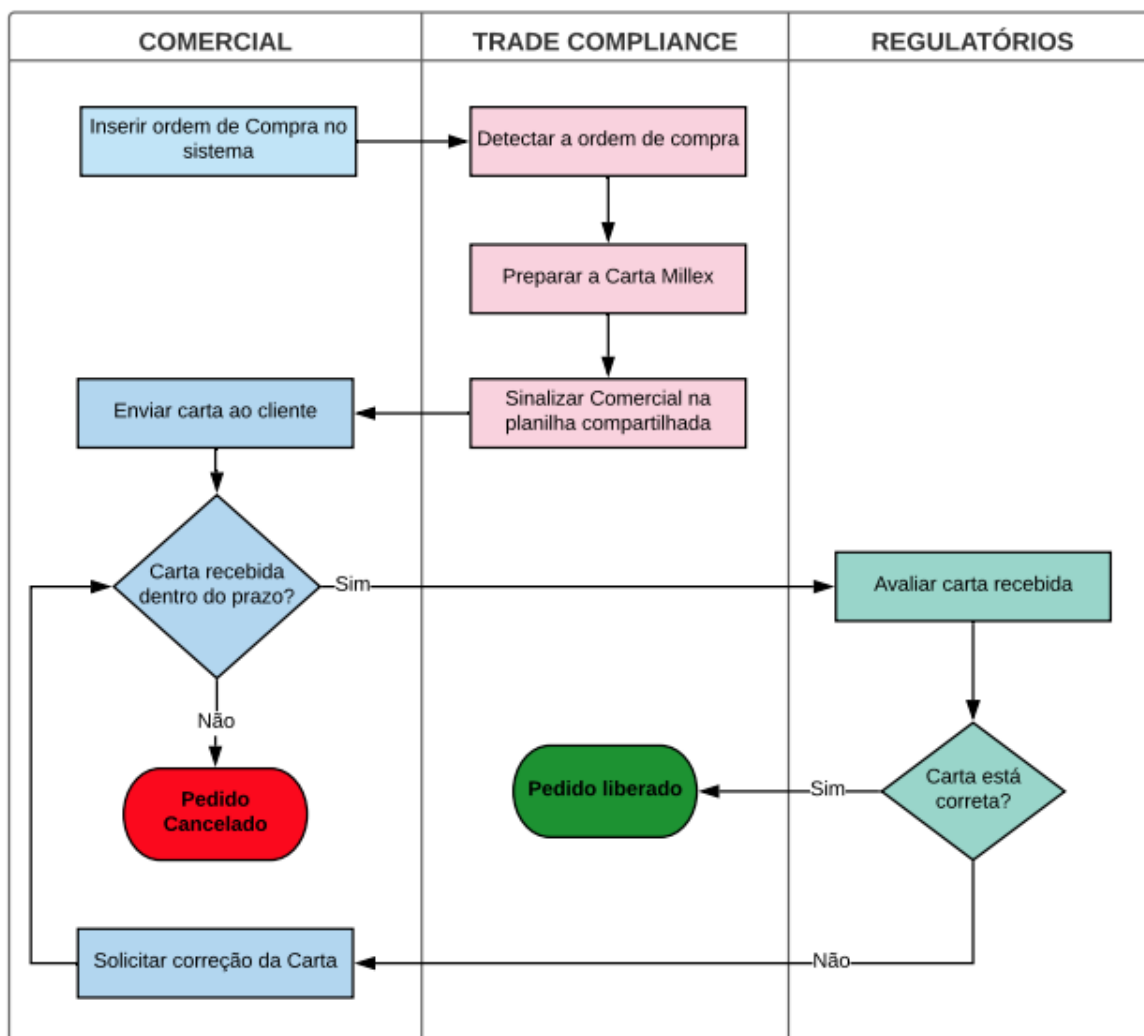 COMERCIAL
TRADE COMPLIANCE
REGULATÓRIOS
Inserir ordem de Compra no
sistema
Detectar a ordem de compra
Preparar a Carta Millex
Sinalizar Comercial na
planilha compartilhada
Enviar carta ao cliente
Carta recebida
dentro do prazo?
Sim
Avaliar carta recebida
Não
Pedido
Cancelado
Pedido liberado
Sim
Carta está
correta?
Solicitar correção da Carta
Não